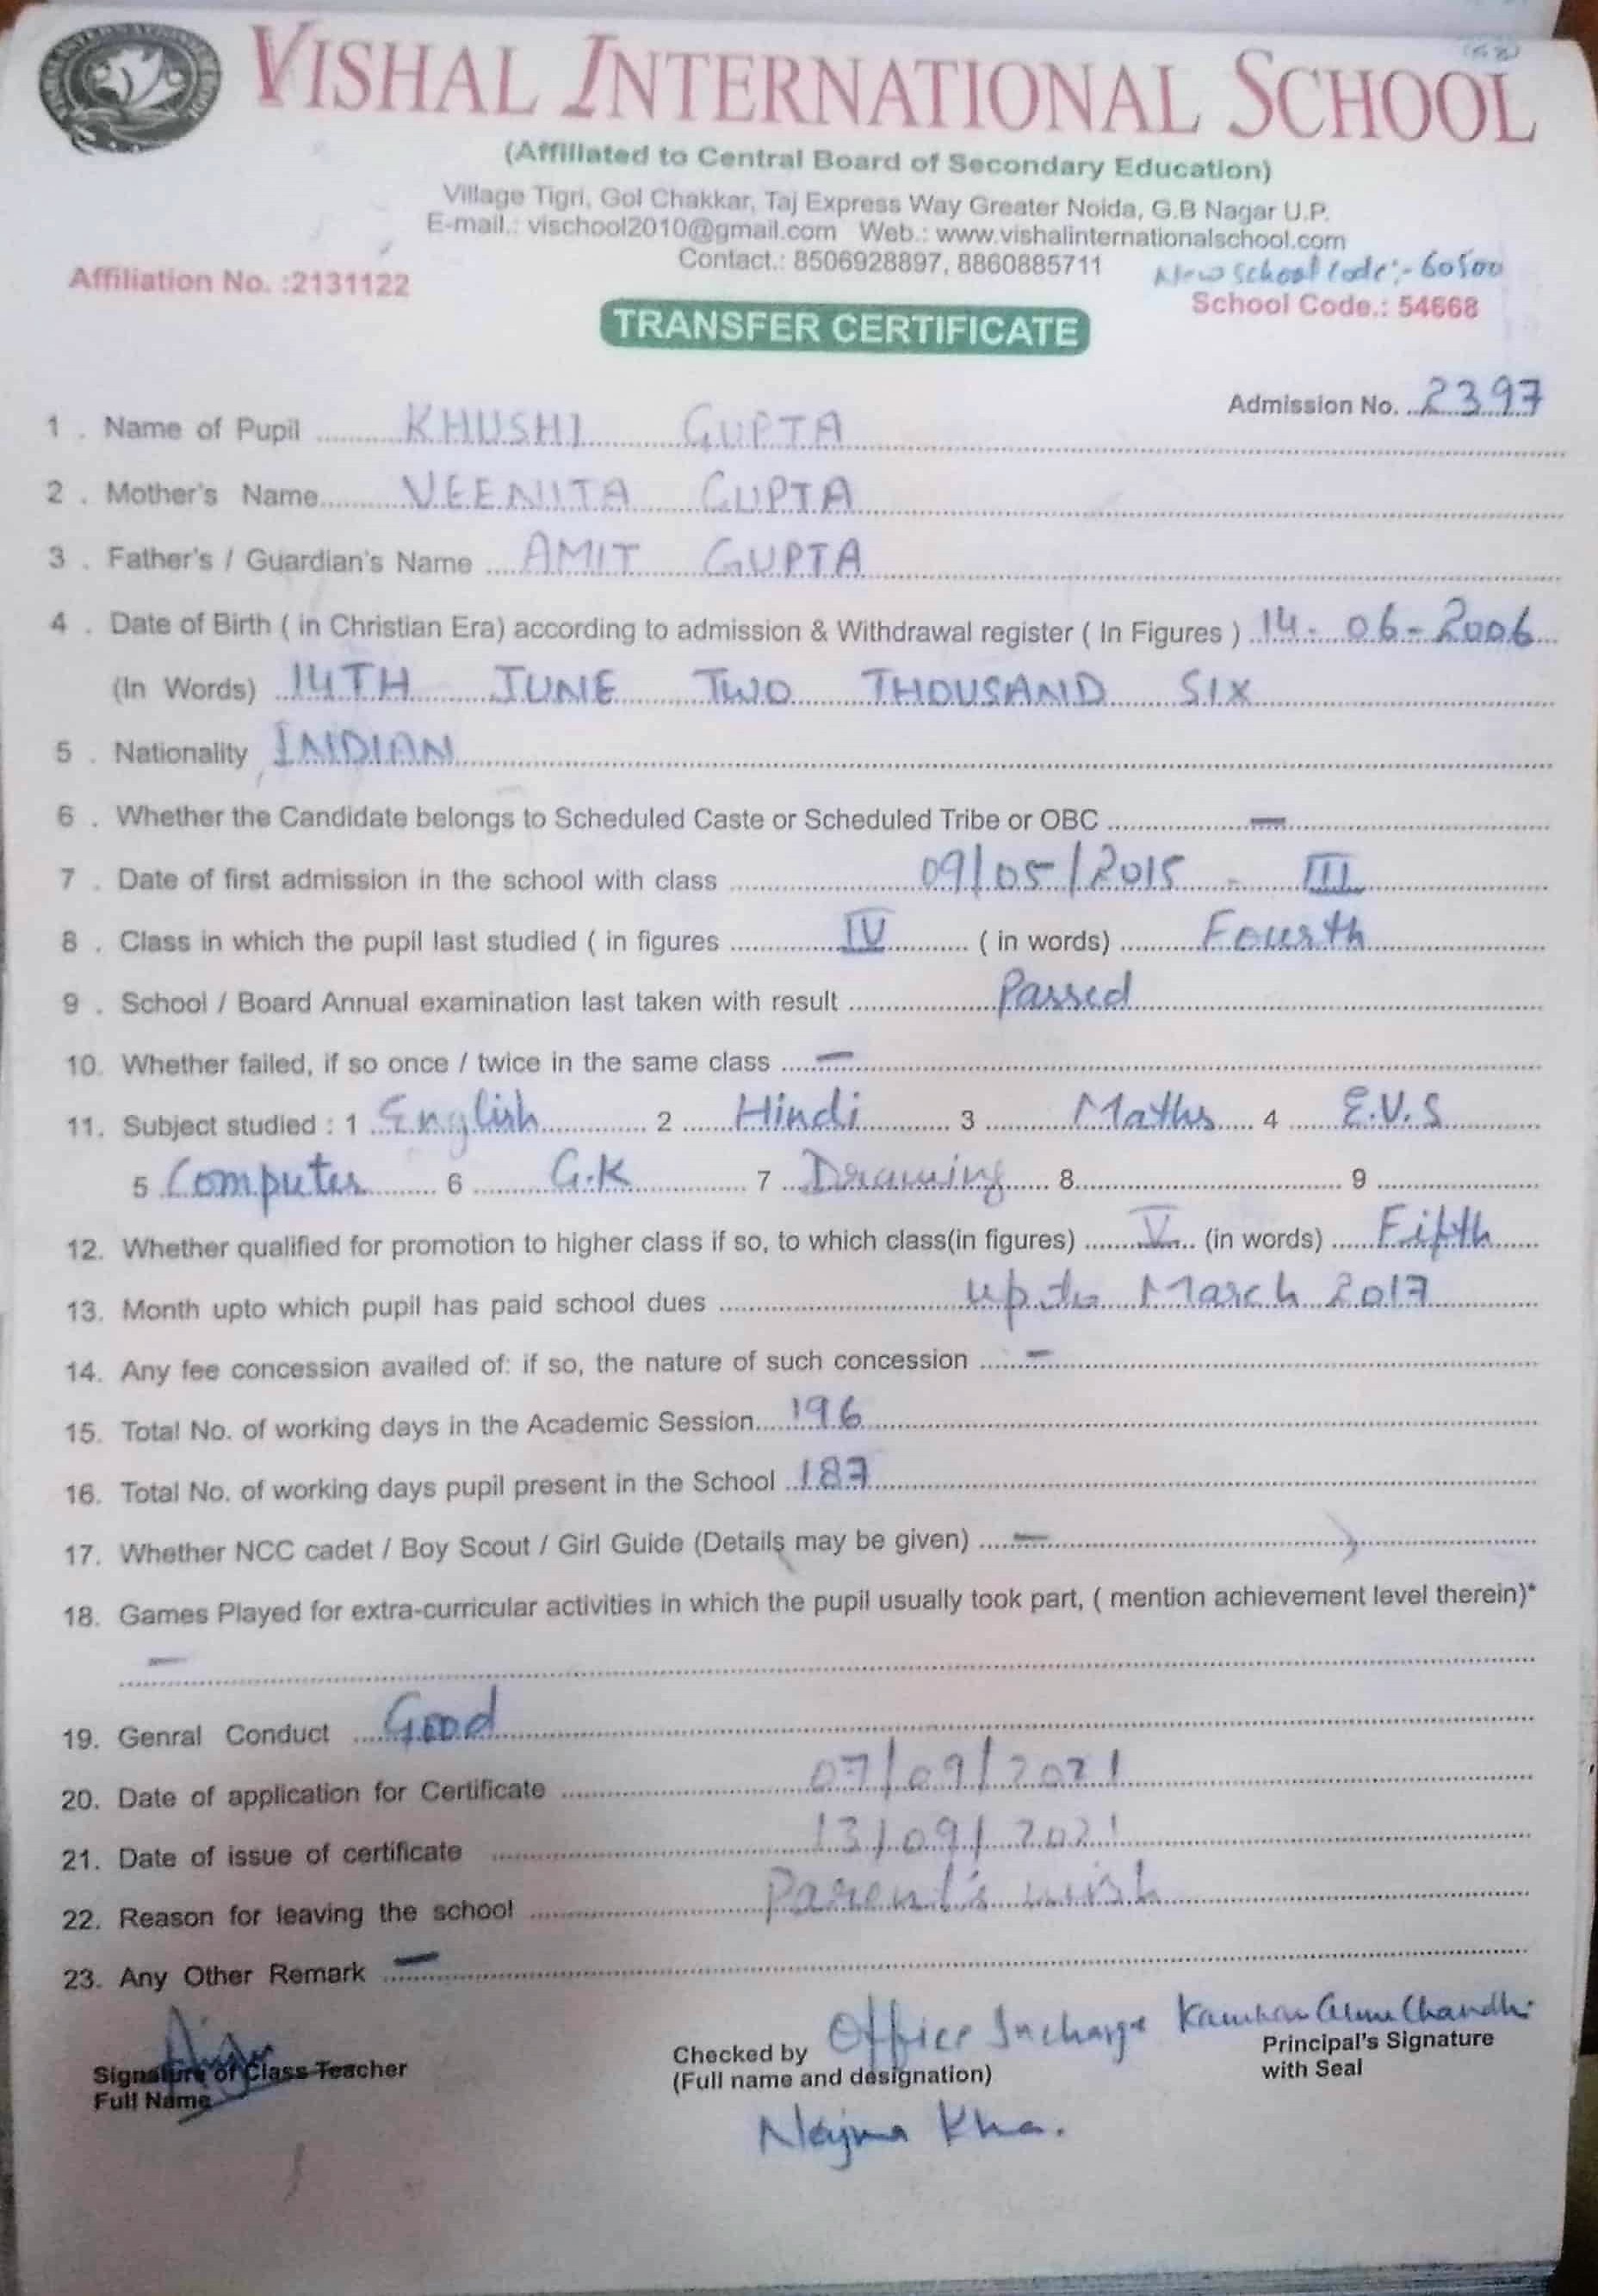 VISHAL INTERNATIONAL SCHOOL
(Affiliated to Central Board of Secondary Education)
Village Tigri, Gol Chakkar, Taj Express Way Greater Noida, G.B Nagar U.P.
E-mail.: vischool2010@gmail.com Web.: www.vishalinternationalschool.com
Contact.: 8506928897, 8860885711
New School Code:- 60500
Affiliation No. :2131122
School Code.: 54668
TRANSFER CERTIFICATE
Admission No. 2397
1 . Name of Pupil KHUSHI GUPTA
2 . Mother's Name VEENITA GUPTA
3 . Father's / Guardian's Name AMIT GUPTA
4 . Date of Birth ( in Christian Era) according to admission & Withdrawal register ( In Figures ) 14-06-2006
(In Words) 14TH JUNE TWO THOUSAND SIX
5 . Nationality INDIAN
6 . Whether the Candidate belongs to Scheduled Caste or Scheduled Tribe or OBC —
7 . Date of first admission in the school with class 09/05/2015 - III
8 . Class in which the pupil last studied ( in figures IV ( in words) Fourth
9 . School / Board Annual examination last taken with result Passed
10. Whether failed, if so once / twice in the same class —
11. Subject studied : 1 English 2 Hindi 3 Maths 4 E.V.S
5 Computer 6 G.K 7 Drawing 8 9
12. Whether qualified for promotion to higher class if so, to which class(in figures) V (in words) Fifth
13. Month upto which pupil has paid school dues up to March 2017
14. Any fee concession availed of: if so, the nature of such concession —
15. Total No. of working days in the Academic Session 196
16. Total No. of working days pupil present in the School 187
17. Whether NCC cadet / Boy Scout / Girl Guide (Details may be given) —
18. Games Played for extra-curricular activities in which the pupil usually took part, ( mention achievement level therein)*
—
19. Genral Conduct Good
20. Date of application for Certificate 07/09/2021
21. Date of issue of certificate 13/09/2021
22. Reason for leaving the school Parent's wish
23. Any Other Remark —
Office Incharge
Signature of Class Teacher
Full Name
Checked by
(Full name and designation)
Principal's Signature
with Seal
Najma Kha.